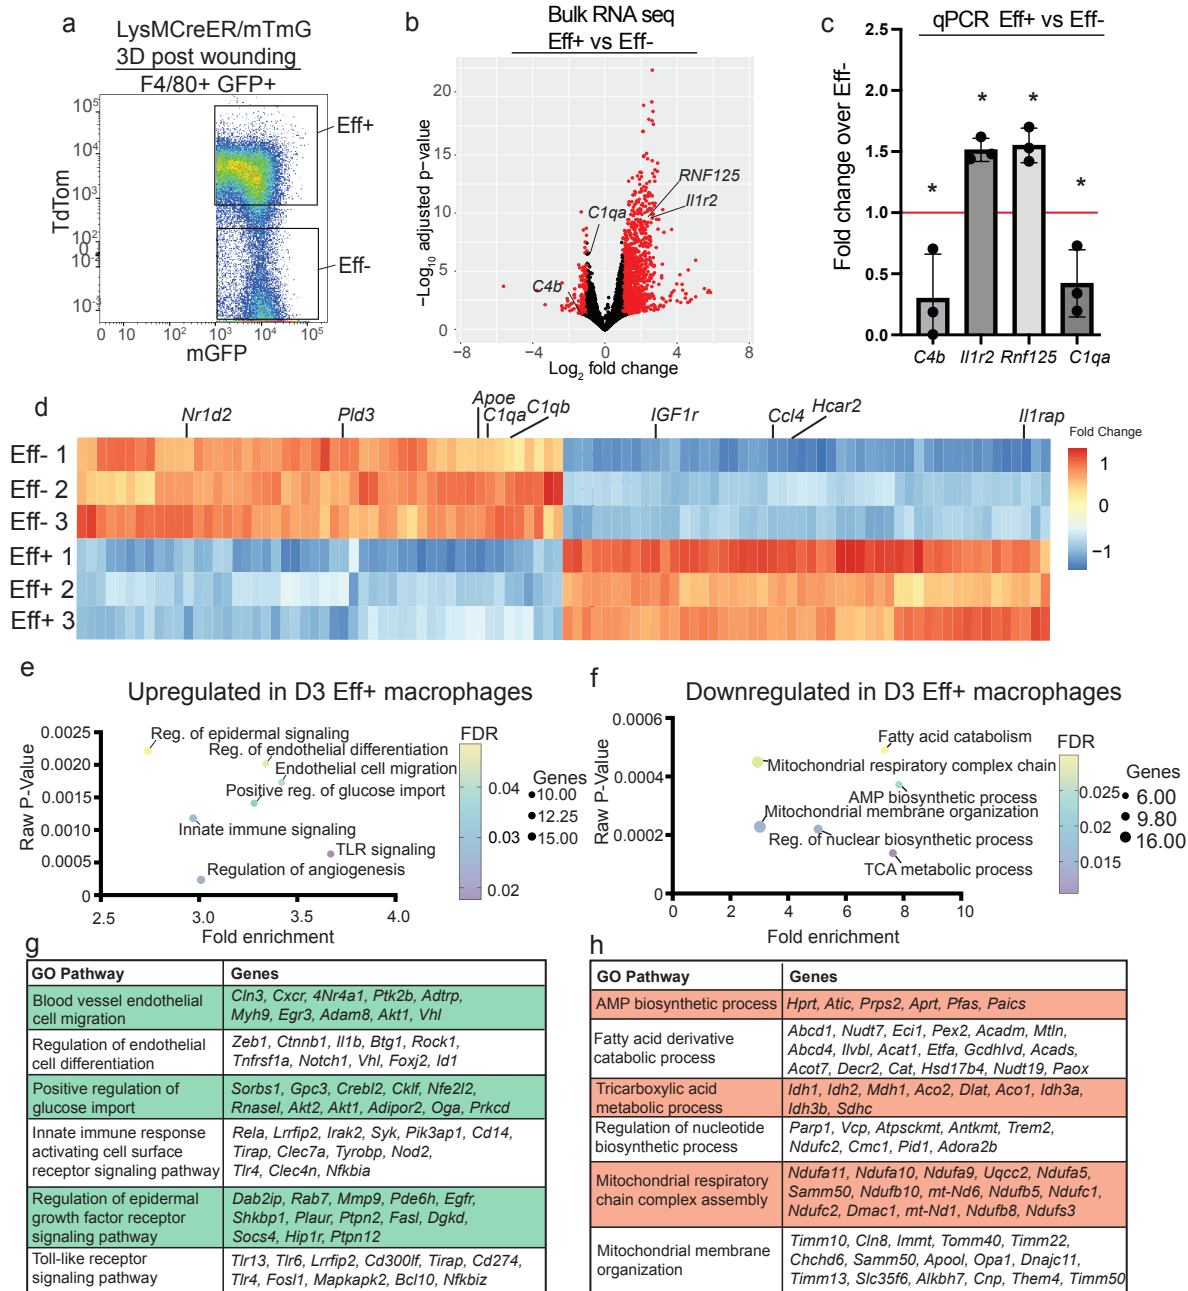 a
LysMCreER/mTmG
3D post wounding
F4/80+ GFP+
TdTom
10⁵
10⁴
10³
10²
0
10⁻²
10⁻³
Eff+
Eff-
0 10 10² 10³ 10⁴ 10⁵
mGFP
b
Bulk RNA seq
Eff+ vs Eff-
−Log₁₀ adjusted p-value
20
15
10
5
0
RNF125
Il1r2
C1qa
C4b
−8 −4 0 4 8
Log₂ fold change
c
qPCR Eff+ vs Eff-
Fold change over Eff-
2.5
2.0
1.5
1.0
0.5
0.0
* * * *
C4b Il1r2 Rnf125 C1qa
d
Nr1d2 Pld3 Apoe C1qa C1qb IGF1r Ccl4 Hcar2 Il1rap
Eff- 1
Eff- 2
Eff- 3
Eff+ 1
Eff+ 2
Eff+ 3
Fold Change
1
0
−1
e
Upregulated in D3 Eff+ macrophages
Raw P-Value
0.0025
0.0020
0.0015
0.0010
0.0005
0
Reg. of epidermal signaling
Reg. of endothelial differentiation
Endothelial cell migration
Positive reg. of glucose import
Innate immune signaling
TLR signaling
Regulation of angiogenesis
2.5 3.0 3.5 4.0
Fold enrichment
FDR
0.04
0.03
0.02
Genes
10.00
12.25
15.00
f
Downregulated in D3 Eff+ macrophages
Raw P-Value
0.0006
0.0004
0.0002
0
Fatty acid catabolism
Mitochondrial respiratory complex chain
AMP biosynthetic process
Mitochondrial membrane organization
Reg. of nuclear biosynthetic process
TCA metabolic process
0 2 4 6 8 10
Fold enrichment
FDR
0.025
0.02
0.015
Genes
6.00
9.80
16.00
g
GO Pathway Genes
Blood vessel endothelial
cell migration
Cln3, Cxcr, 4Nr4a1, Ptk2b, Adtrp,
Myh9, Egr3, Adam8, Akt1, Vhl
Regulation of endothelial
cell differentiation
Zeb1, Ctnnb1, Il1b, Btg1, Rock1,
Tnfrsf1a, Notch1, Vhl, Foxj2, Id1
Positive regulation of
glucose import
Sorbs1, Gpc3, Crebl2, Cklf, Nfe2l2,
Rnasel, Akt2, Akt1, Adipor2, Oga, Prkcd
Innate immune response
activating cell surface
receptor signaling pathway
Rela, Lrrfip2, Irak2, Syk, Pik3ap1, Cd14,
Tirap, Clec7a, Tyrobp, Nod2,
Tlr4, Clec4n, Nfkbia
Regulation of epidermal
growth factor receptor
signaling pathway
Dab2ip, Rab7, Mmp9, Pde6h, Egfr,
Shkbp1, Plaur, Ptpn2, Fasl, Dgkd,
Socs4, Hip1r, Ptpn12
Toll-like receptor
signaling pathway
Tlr13, Tlr6, Lrrfip2, Cd300lf, Tirap, Cd274,
Tlr4, Fosl1, Mapkapk2, Bcl10, Nfkbiz
h
GO Pathway Genes
AMP biosynthetic process
Hprt, Atic, Prps2, Aprt, Pfas, Paics
Fatty acid derivative
catabolic process
Abcd1, Nudt7, Eci1, Pex2, Acadm, Mtln,
Abcd4, Ilvbl, Acat1, Etfa, Gcdhlvd, Acads,
Acot7, Decr2, Cat, Hsd17b4, Nudt19, Paox
Tricarboxylic acid
metabolic process
Idh1, Idh2, Mdh1, Aco2, Dlat, Aco1, Idh3a,
Idh3b, Sdhc
Regulation of nucleotide
biosynthetic process
Parp1, Vcp, Atpsckmt, Antkmt, Trem2,
Ndufc2, Cmc1, Pid1, Adora2b
Mitochondrial respiratory
chain complex assembly
Ndufa11, Ndufa10, Ndufa9, Uqcc2, Ndufa5,
Samm50, Ndufb10, mt-Nd6, Ndufb5, Ndufc1,
Ndufc2, Dmac1, mt-Nd1, Ndufb8, Ndufs3
Mitochondrial membrane
organization
Timm10, Cln8, Immt, Tomm40, Timm22,
Chchd6, Samm50, Apool, Opa1, Dnajc11,
Timm13, Slc35f6, Alkbh7, Cnp, Them4, Timm50